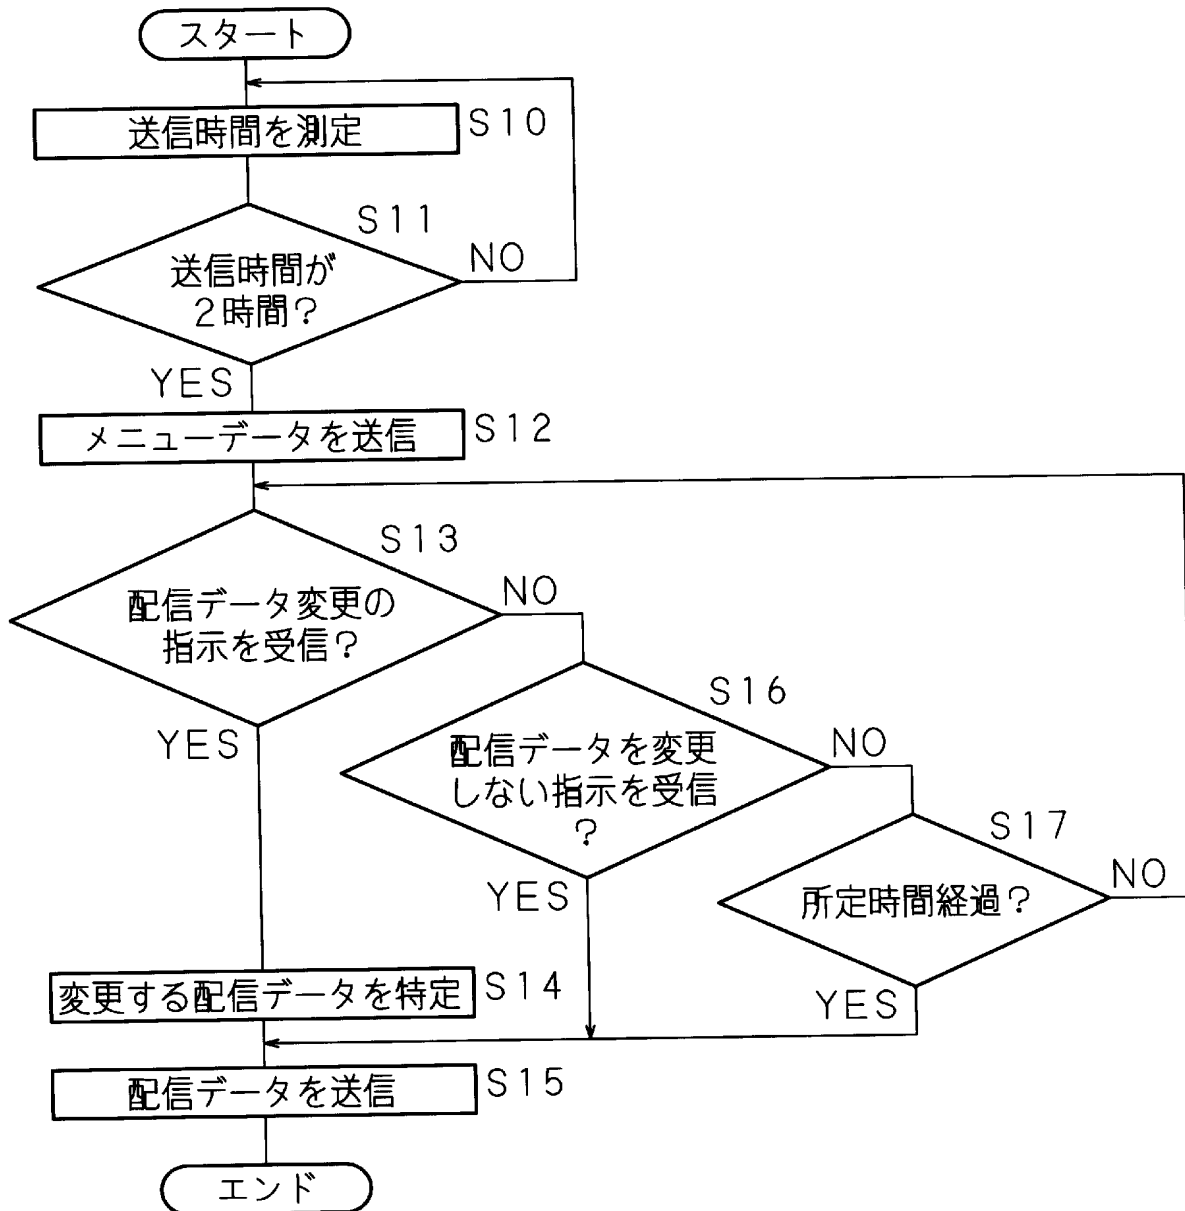 スタート
送信時間を測定
S10
S11
送信時間が
2時間?
NO
YES
メニューデータを送信
S12
S13
配信データ変更の
指示を受信?
NO
YES
S16
配信データを変更
しない指示を受信
?
NO
YES
S17
所定時間経過?
NO
YES
変更する配信データを特定
S14
配信データを送信
S15
エンド